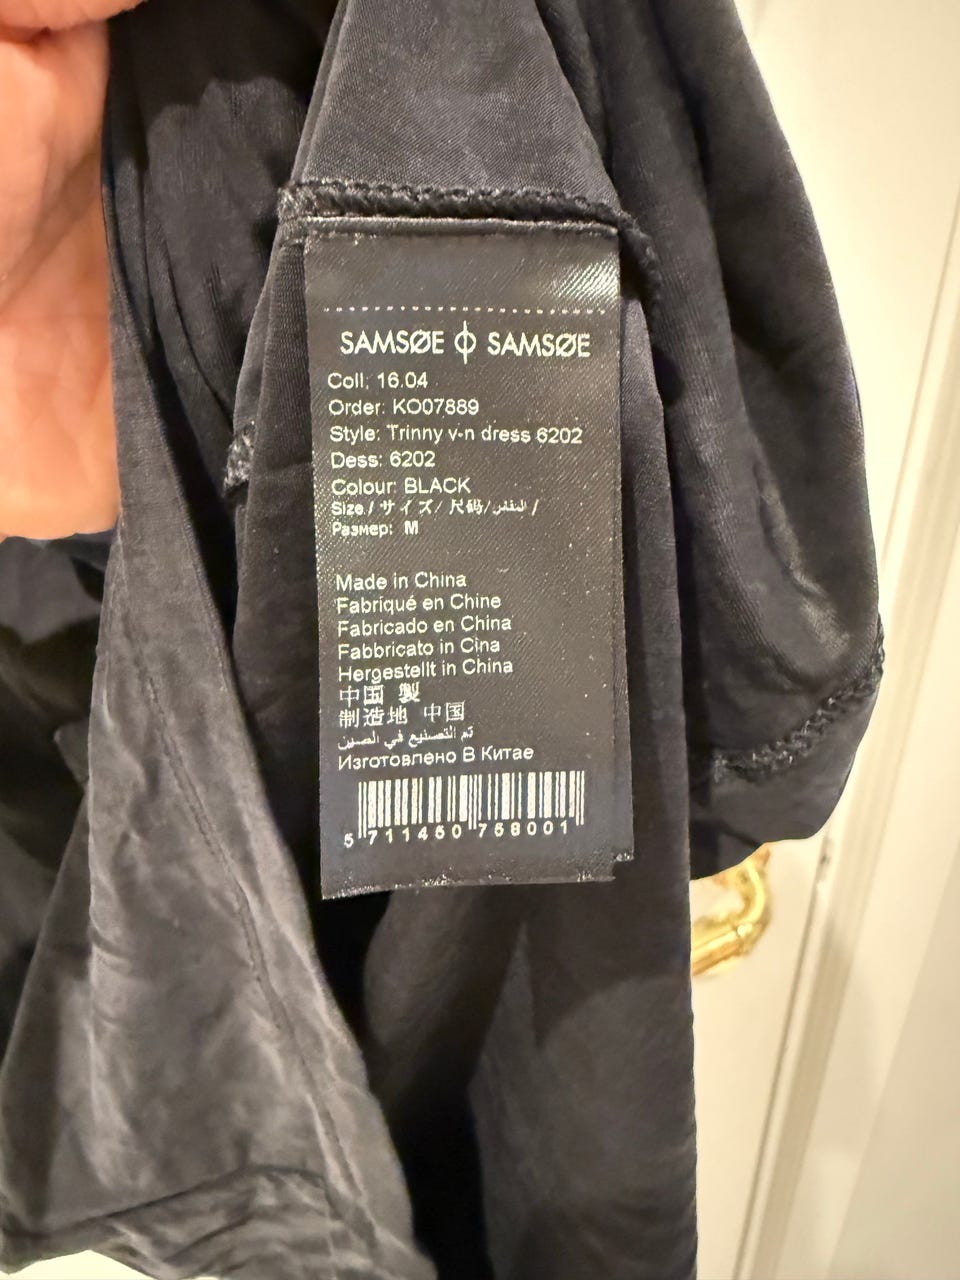 SAMSØE ϕ SAMSØE
Coll; 16.04
Order: KO07889
Style: Trinny v-n dress 6202
Dess: 6202
Colour: BLACK
Size / サイズ / 尺码 / المقاس /
Размер: M
Made in China
Fabriqué en Chine
Fabricado en China
Fabbricato in Cina
Hergestellt in China
中国 製
制造地 中国
تم التصنيع في الصين
Изготовлено В Китае
5 711450 758001